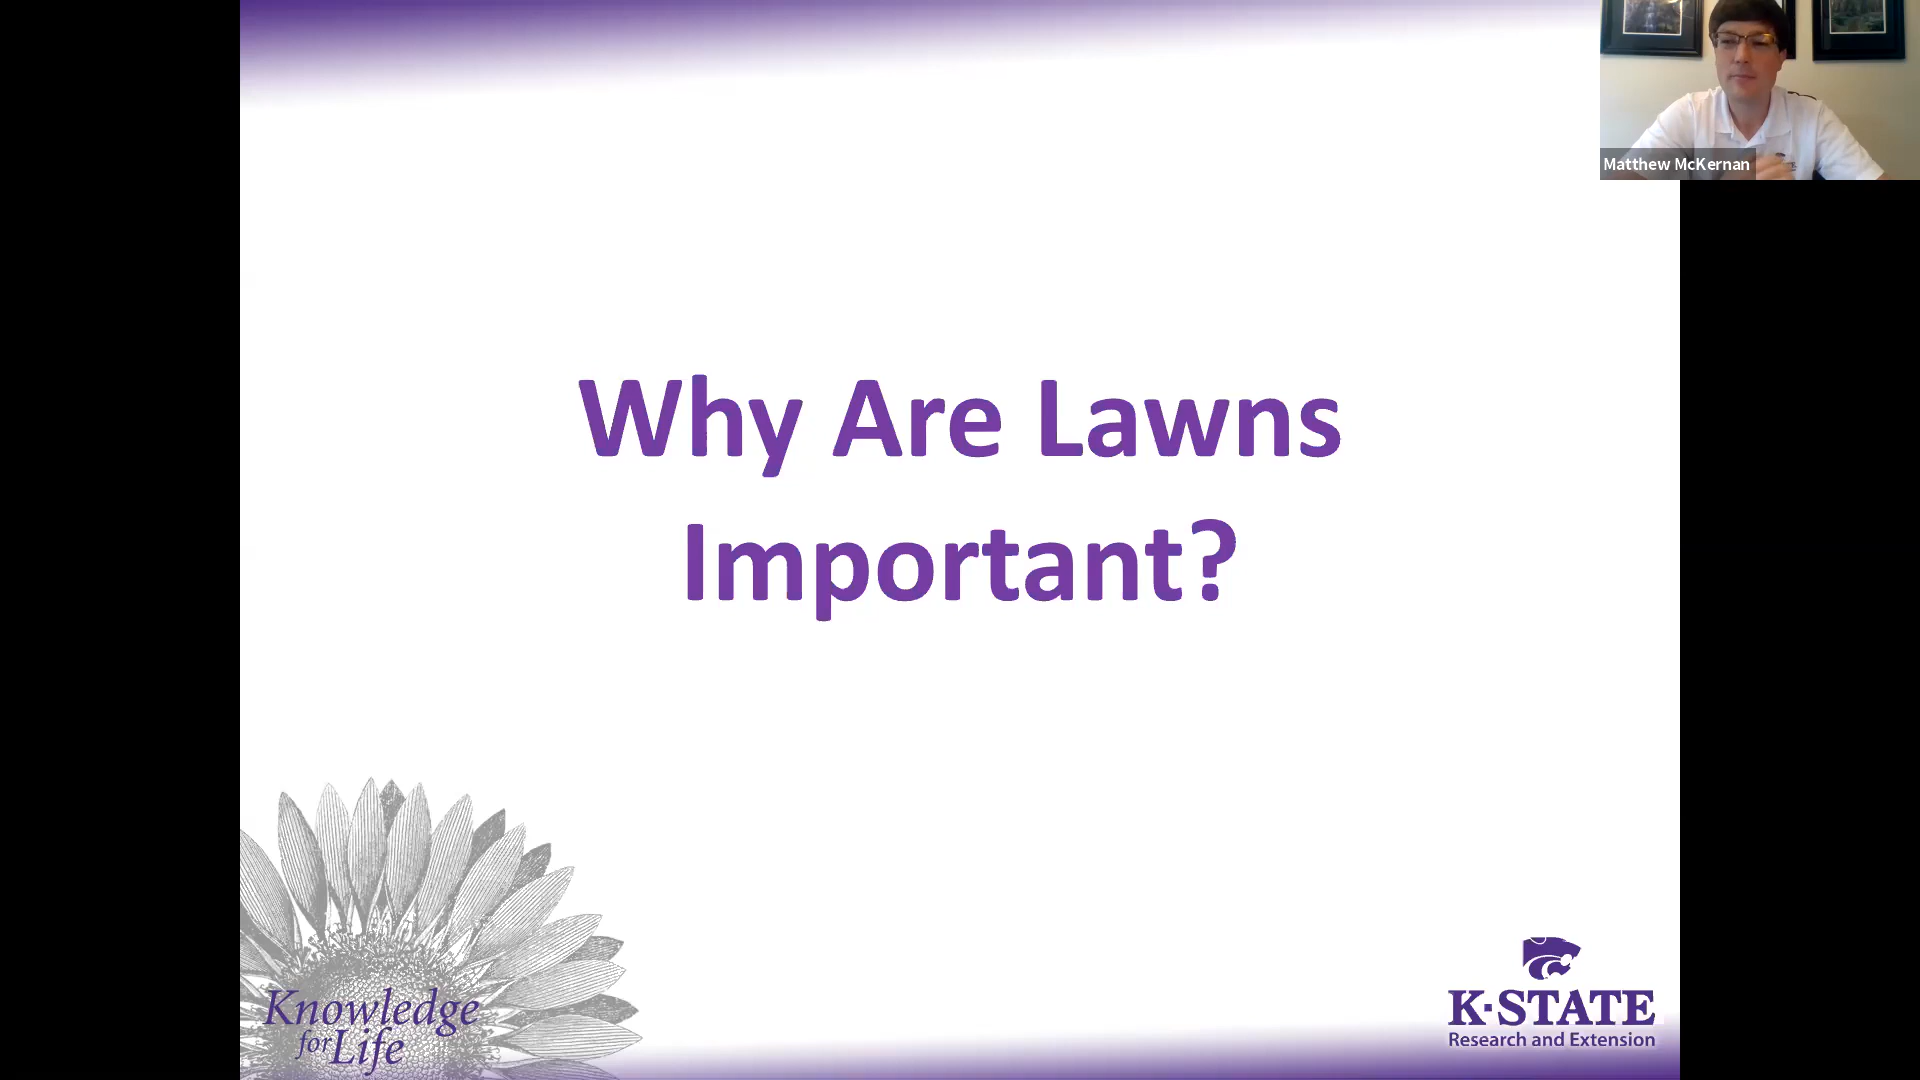 Matthew McKernan
Why Are Lawns
Important?
Knowledge
for Life
K-STATE
Research and Extension